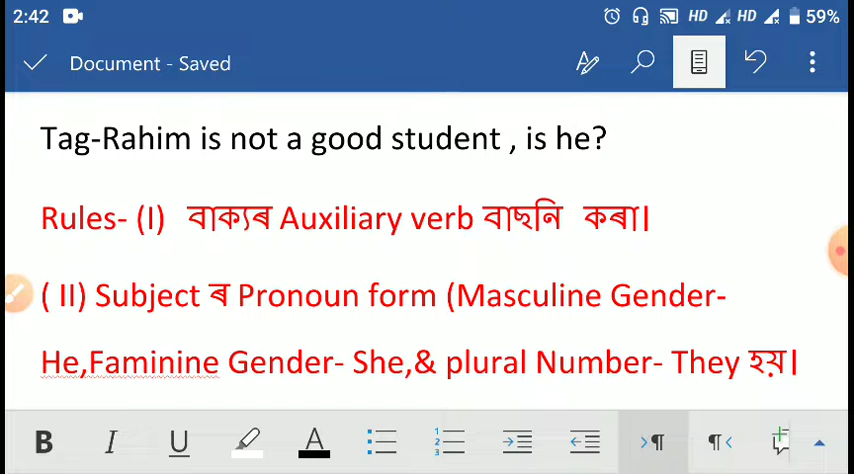 2:42 HD HD 59%
Document - Saved
Tag-Rahim is not a good student , is he?
Rules- (I) বাক্যৰ Auxiliary verb বাছনি কৰা।
( II) Subject ৰ Pronoun form (Masculine Gender-
He,Faminine Gender- She,& plural Number- They হয়।
B I U A